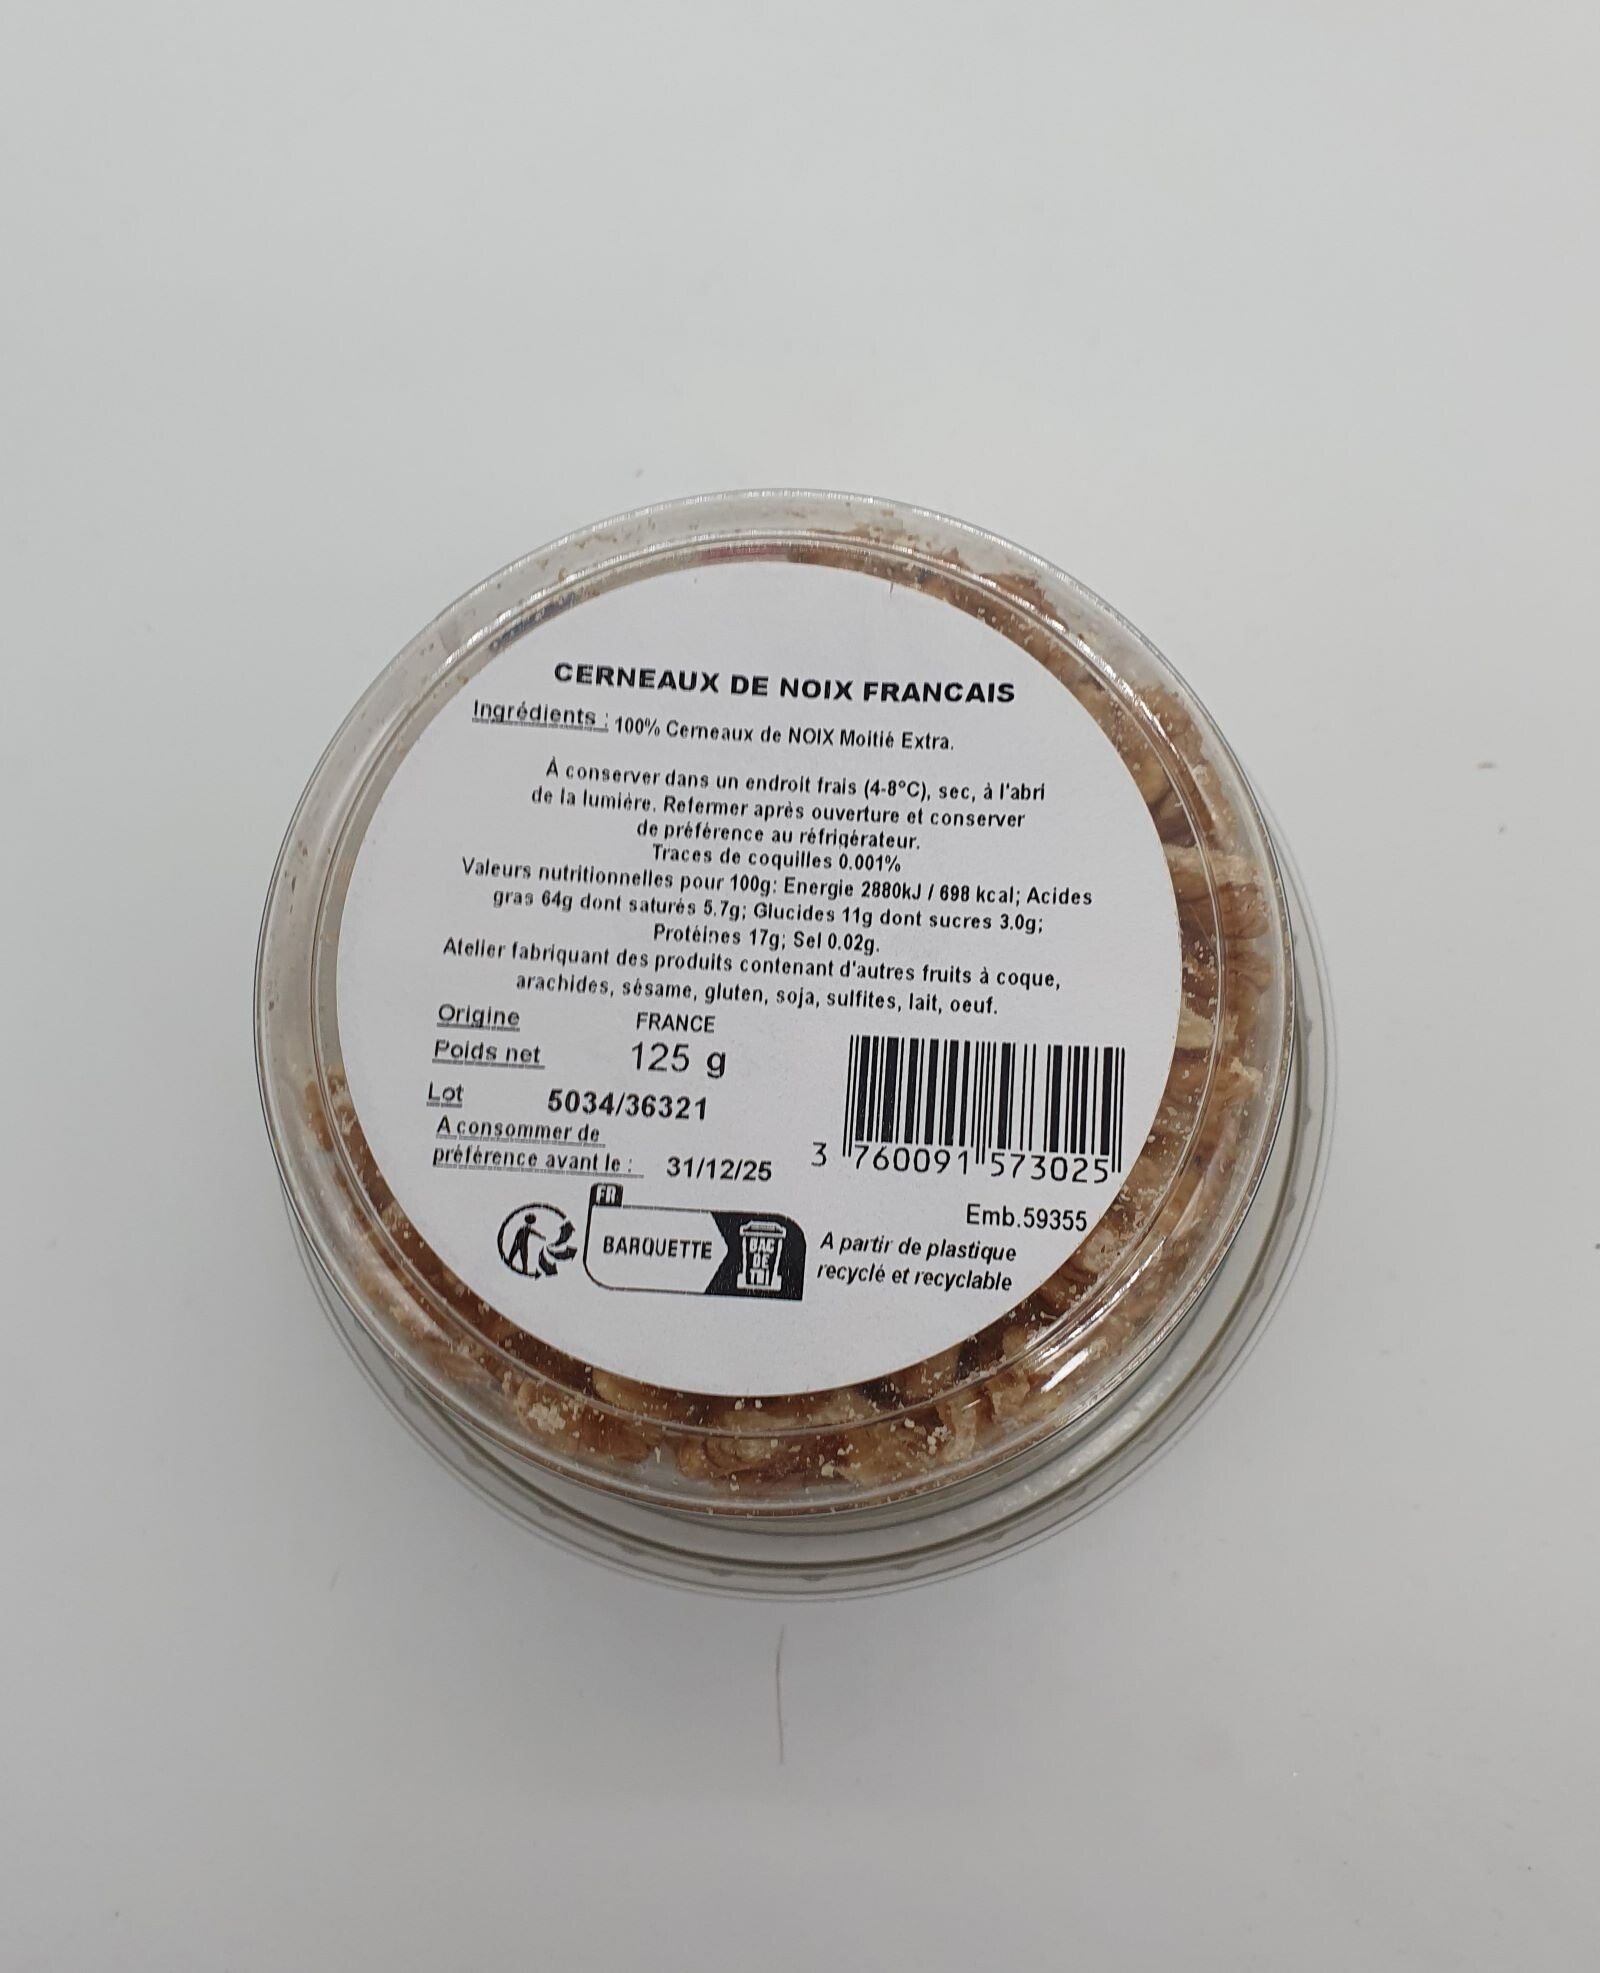 CERNEAUX DE NOIX FRANCAIS
Ingrédients : 100% Cerneaux de NOIX Moitié Extra.
À conserver dans un endroit frais (4-8°C), sec, à l'abri
de la lumière. Refermer après ouverture et conserver
de préférence au réfrigérateur.
Traces de coquilles 0.001%
Valeurs nutritionnelles pour 100g: Energie 2880kJ / 698 kcal; Acides
gras 64g dont saturés 5.7g; Glucides 11g dont sucres 3.0g;
Protéines 17g; Sel 0.02g.
Atelier fabriquant des produits contenant d'autres fruits à coque,
arachides, sésame, gluten, soja, sulfites, lait, oeuf.
Origine FRANCE
Poids net 125 g
Lot 5034/36321
A consommer de
préférence avant le : 31/12/25
3 760091 573025
Emb.59355
FR
BARQUETTE
BAC
DE
TRI
A partir de plastique
recyclé et recyclable